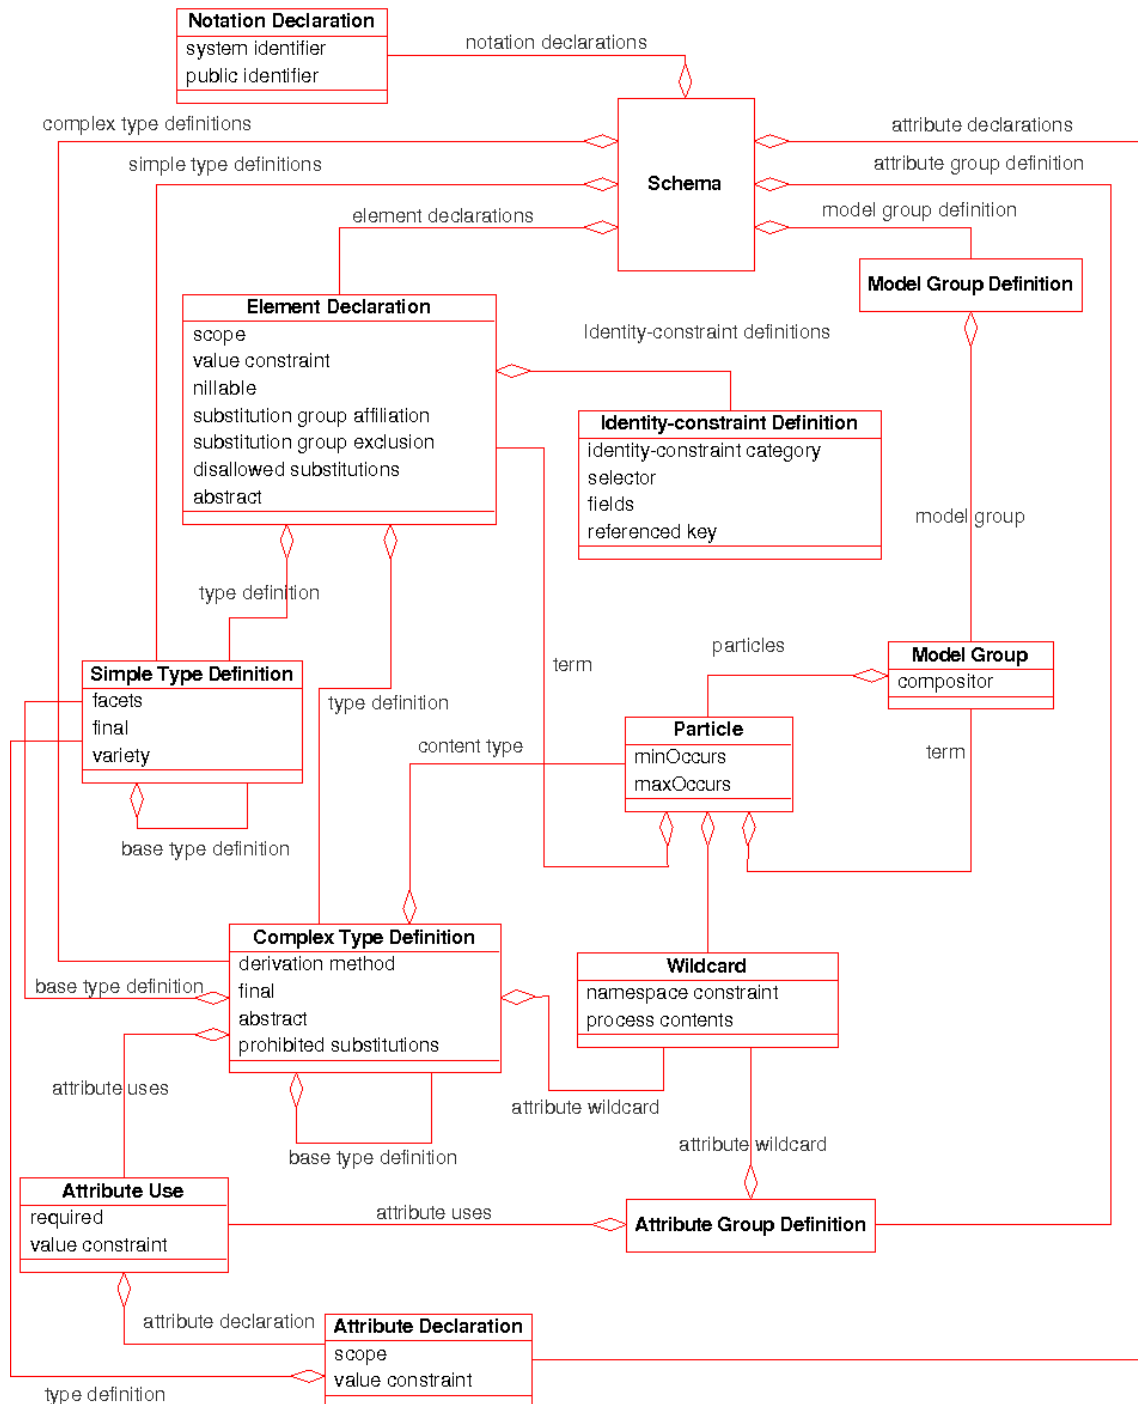 Notation Declaration
system identifier
public identifier
notation declarations
complex type definitions
simple type definitions
element declarations
Schema
attribute declarations
attribute group definition
model group definition
Model Group Definition
Element Declaration
scope
value constraint
nillable
substitution group affiliation
substitution group exclusion
disallowed substitutions
abstract
Identity-constraint definitions
Identity-constraint Definition
identity-constraint category
selector
fields
referenced key
model group
type definition
Simple Type Definition
facets
final
variety
base type definition
type definition
term
particles
Model Group
compositor
Particle
minOccurs
maxOccurs
content type
term
Complex Type Definition
derivation method
final
abstract
prohibited substitutions
base type definition
Wildcard
namespace constraint
process contents
attribute uses
attribute wildcard
base type definition
attribute wildcard
Attribute Use
required
value constraint
attribute uses
Attribute Group Definition
attribute declaration
Attribute Declaration
scope
value constraint
type definition